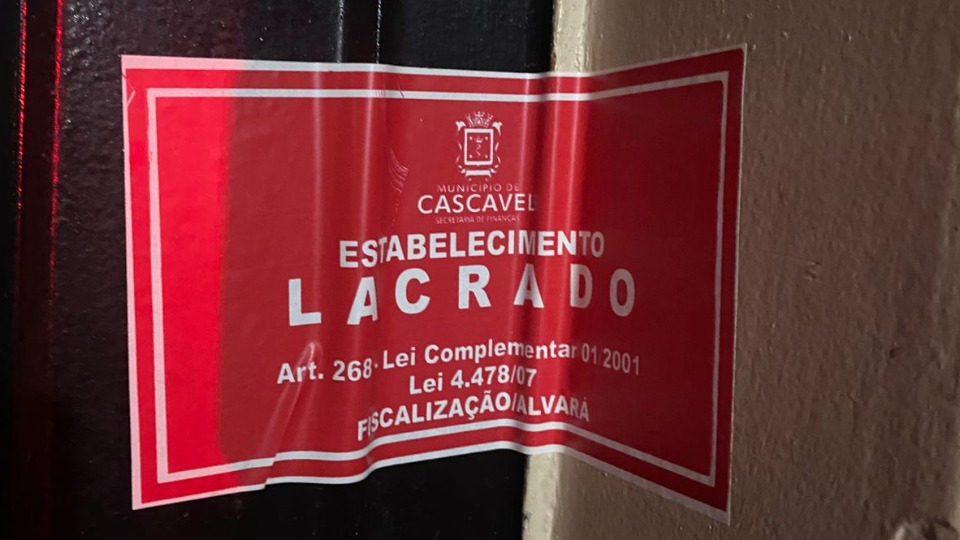 MUNICÍPIO DE
CASCAVEL
SECRETARIA DE FINANÇAS
ESTABELECIMENTO
LACRADO
Art. 268 - Lei Complementar 01 2001
Lei 4.478/07
FISCALIZAÇÃO/ALVARÁ